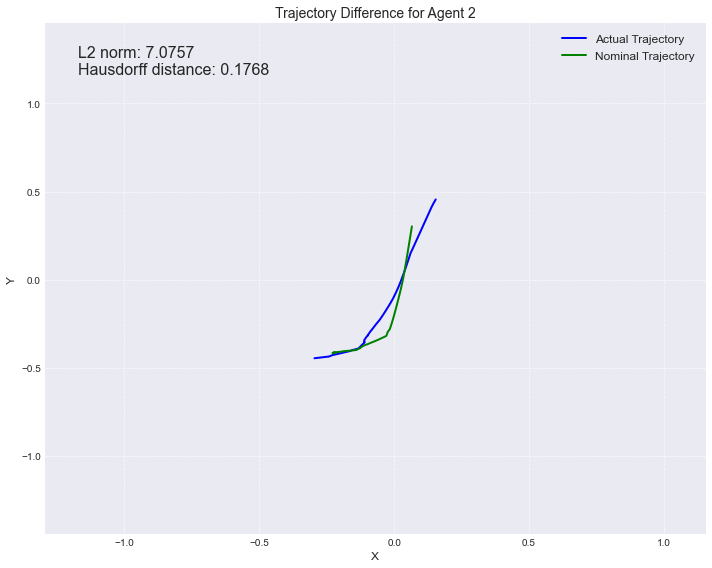 Trajectory Difference for Agent 2
L2 norm: 7.0757
Hausdorff distance: 0.1768
Actual Trajectory
Nominal Trajectory
1.0
0.5
0.0
−0.5
−1.0
Y
−1.0
−0.5
0.0
0.5
1.0
X